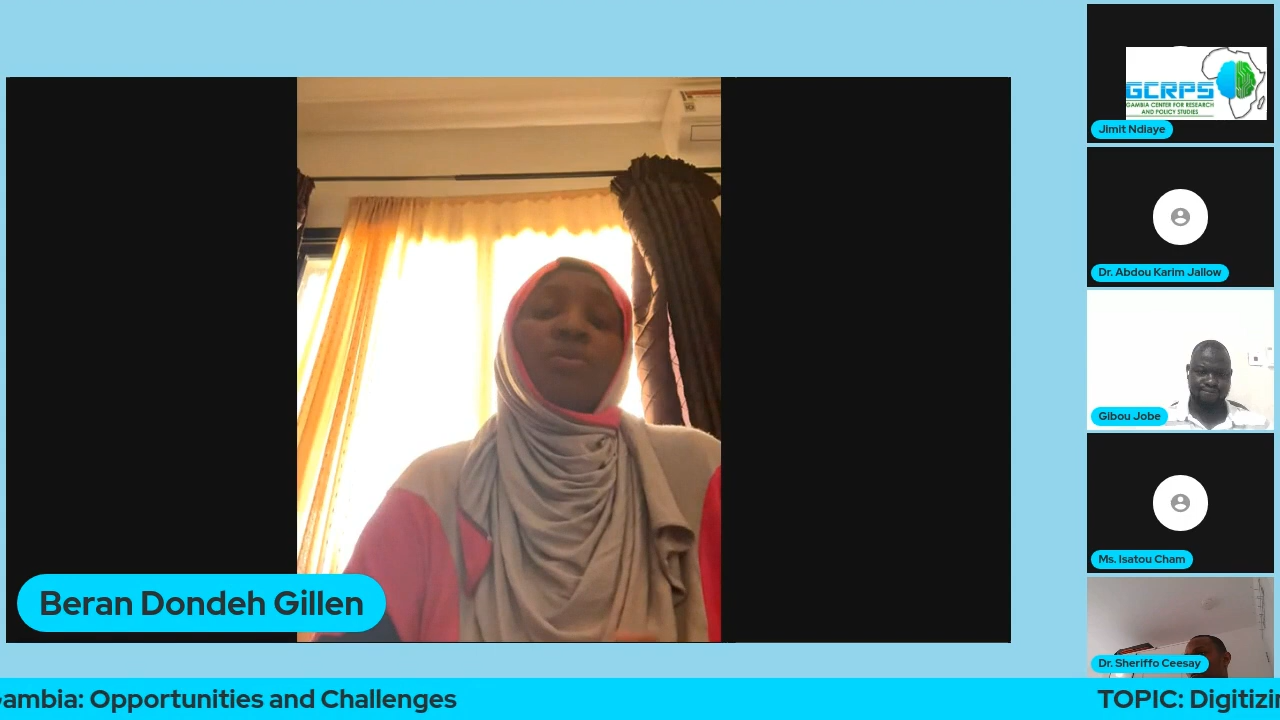 GCRPS
GAMBIA CENTER FOR RESEARCH
AND POLICY STUDIES
Jimit Ndiaye
Dr. Abdou Karim Jallow
Gibou Jobe
Ms. Isatou Cham
Dr. Sheriffo Ceesay
Beran Dondeh Gillen
ambia: Opportunities and Challenges
TOPIC: Digitizin